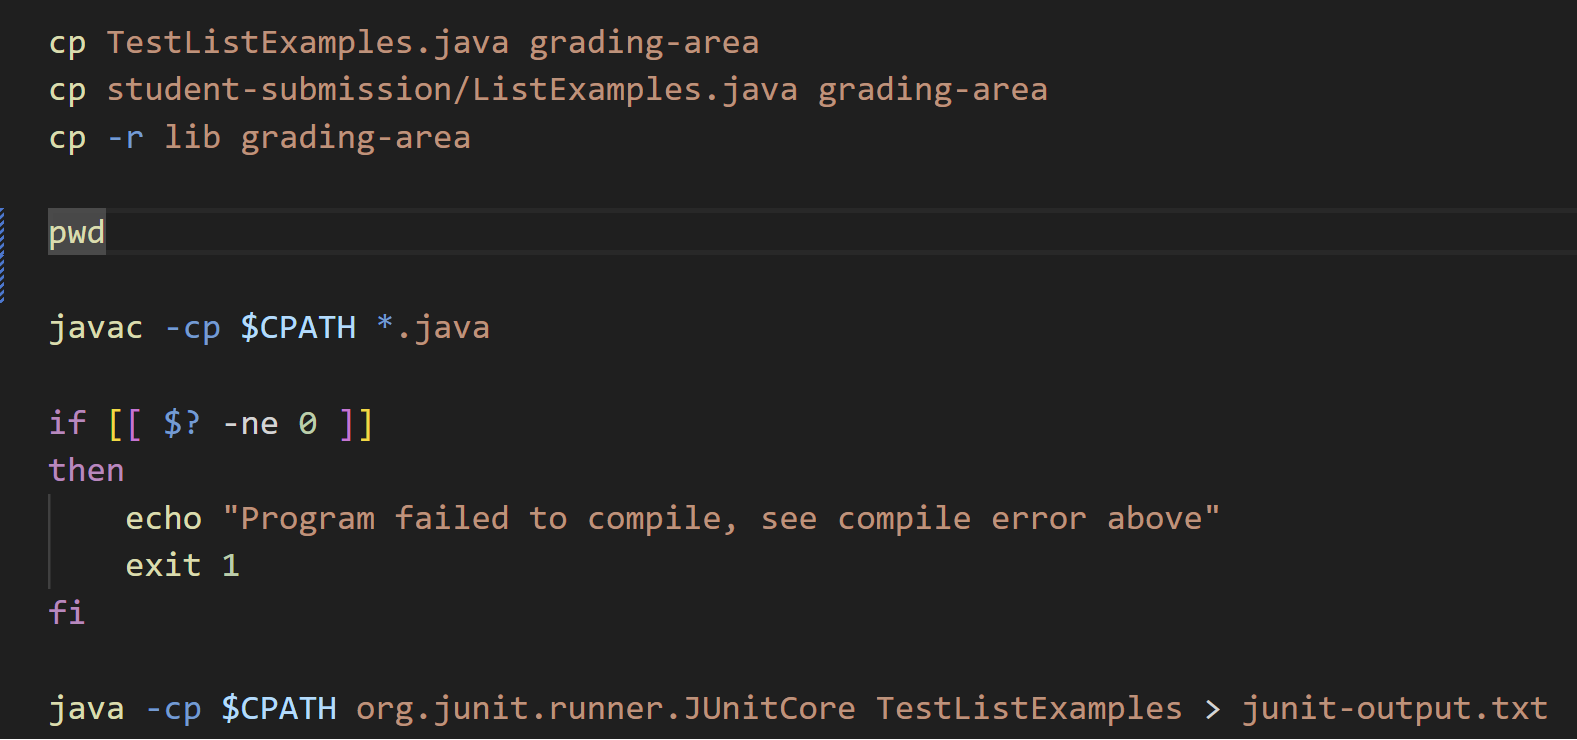 cp TestListExamples.java grading-area
cp student-submission/ListExamples.java grading-area
cp -r lib grading-area
pwd
javac -cp $CPATH *.java
if [[ $? -ne 0 ]]
then
    echo "Program failed to compile, see compile error above"
    exit 1
fi
java -cp $CPATH org.junit.runner.JUnitCore TestListExamples > junit-output.txt